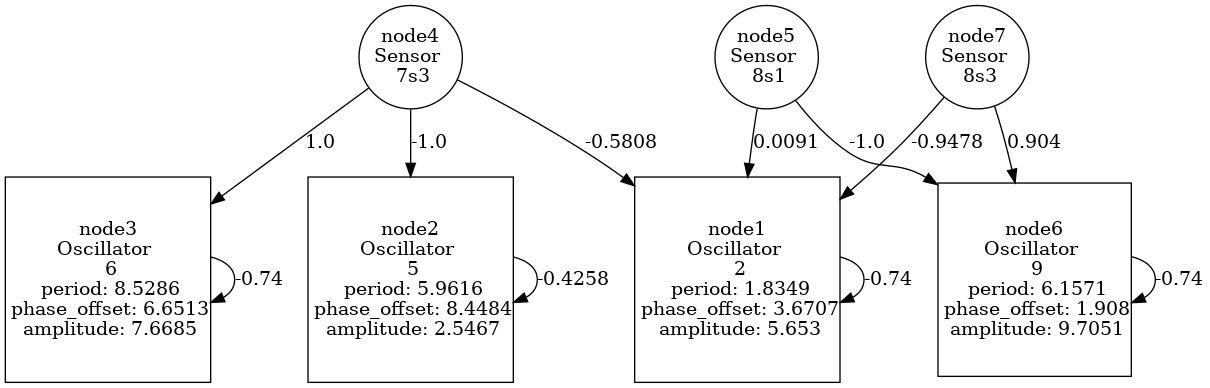 node4
Sensor
7s3
node5
Sensor
8s1
node7
Sensor
8s3
1.0
-1.0
-0.5808
0.0091
-1.0
-0.9478
0.904
node3
Oscillator
6
period: 8.5286
phase_offset: 6.6513
amplitude: 7.6685
-0.74
node2
Oscillator
5
period: 5.9616
phase_offset: 8.4484
amplitude: 2.5467
-0.4258
node1
Oscillator
2
period: 1.8349
phase_offset: 3.6707
amplitude: 5.653
-0.74
node6
Oscillator
9
period: 6.1571
phase_offset: 1.908
amplitude: 9.7051
-0.74